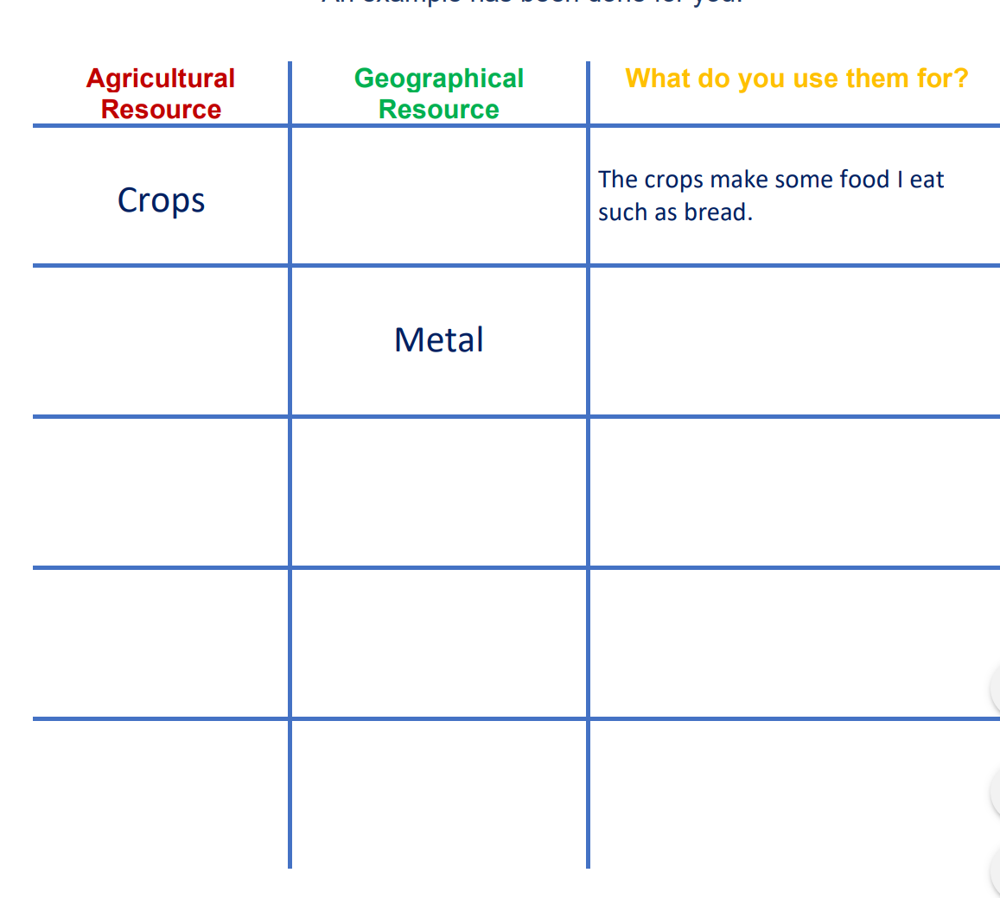 An example has been done for you.
Agricultural
Resource
Geographical
Resource
What do you use them for?
Crops
The crops make some food I eat
such as bread.
Metal